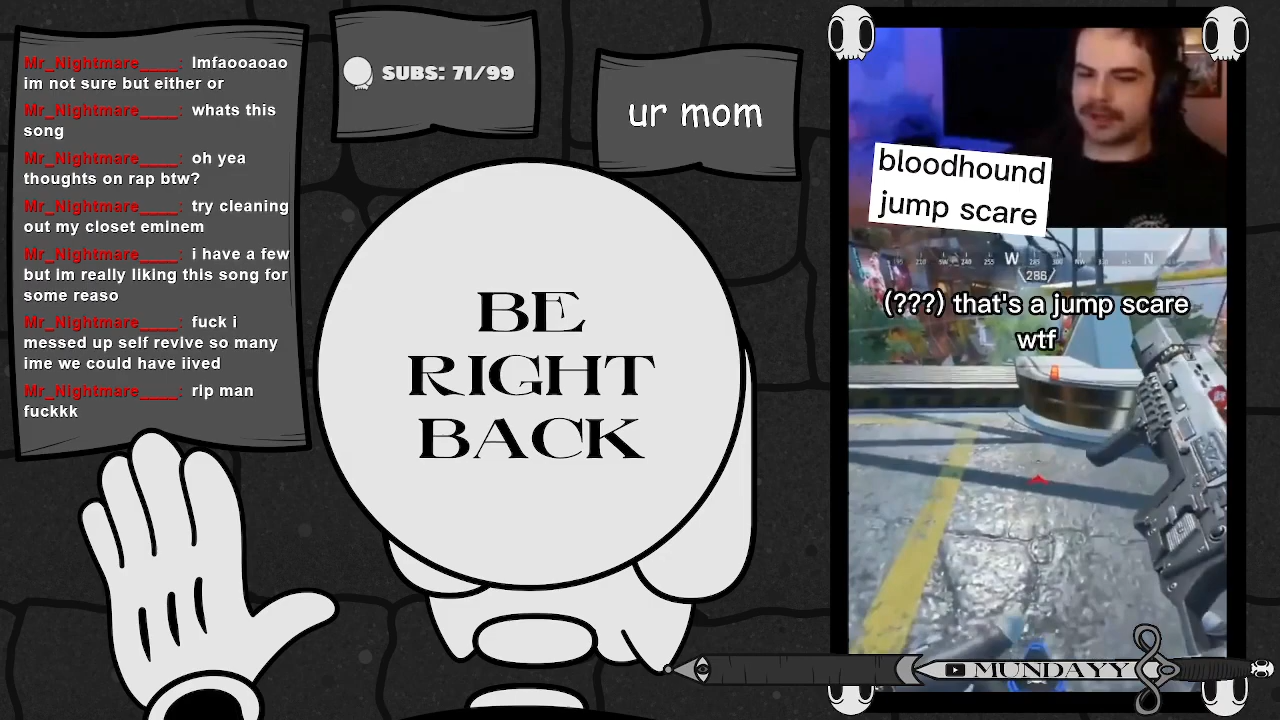 Mr_Nightmare____: lmfaooaoao
im not sure but either or
Mr_Nightmare____: whats this
song
Mr_Nightmare____: oh yea
thoughts on rap btw?
Mr_Nightmare____: try cleaning
out my closet eminem
Mr_Nightmare____: i have a few
but im really liking this song for
some reaso
Mr_Nightmare____: fuck i
messed up self revive so many
ime we could have iived
Mr_Nightmare____: rip man
fuckkk
SUBS: 71/99
ur mom
BE
RIGHT
BACK
bloodhound
jump scare
W
N
286
(???) that's a jump scare
wtf
MUNDAYY